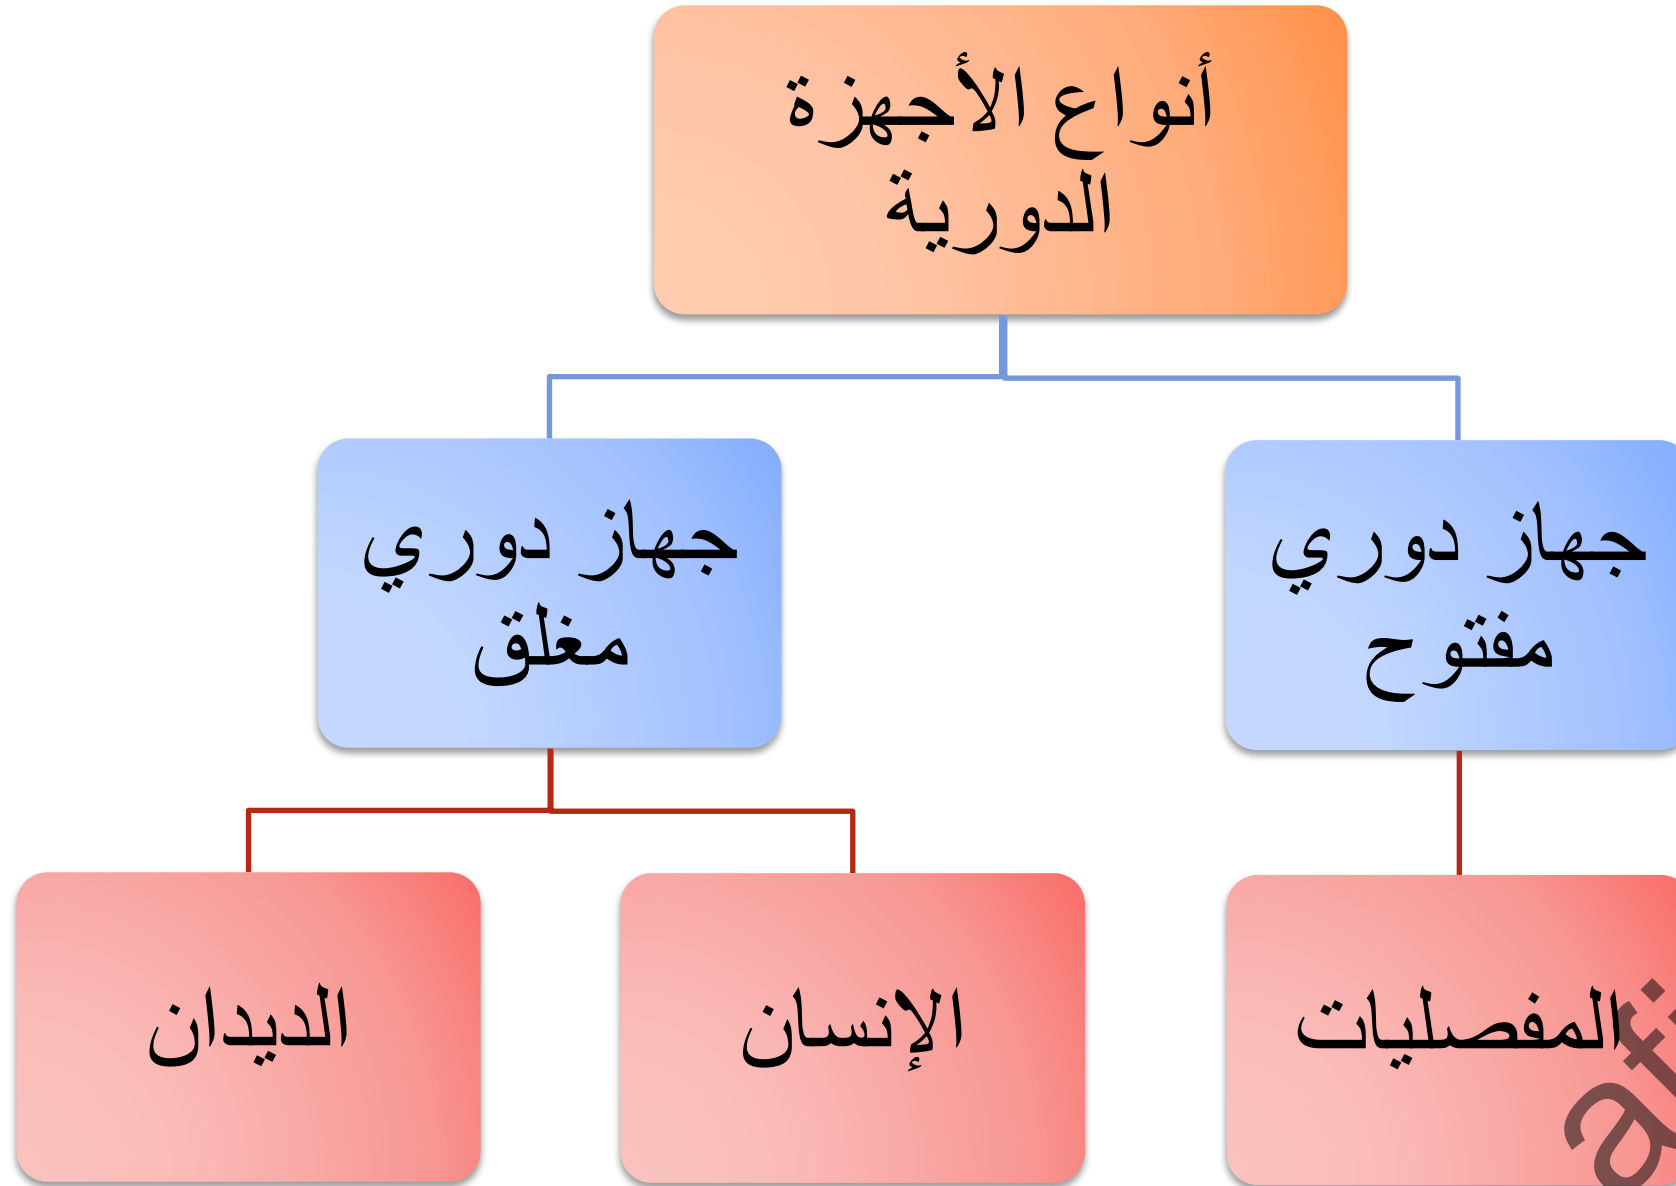 أنواع الأجهزة
الدورية
جهاز دوري
مفتوح
جهاز دوري
مغلق
المفصليات
الإنسان
الديدان